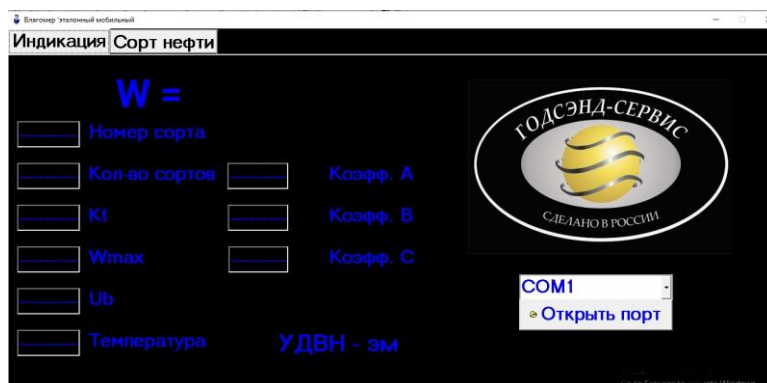 Влагомер 'эталонный мобильный
Индикация Сорт нефти
W =
Номер сорта
Кол-во сортов Коэфф. А
Kt Коэфф. В
Wmax Коэфф. С
Ub
Температура УДВН - эм
ГОДСЭНД-СЕРВИС
СДЕЛАНО В РОССИИ
COM1
Открыть порт